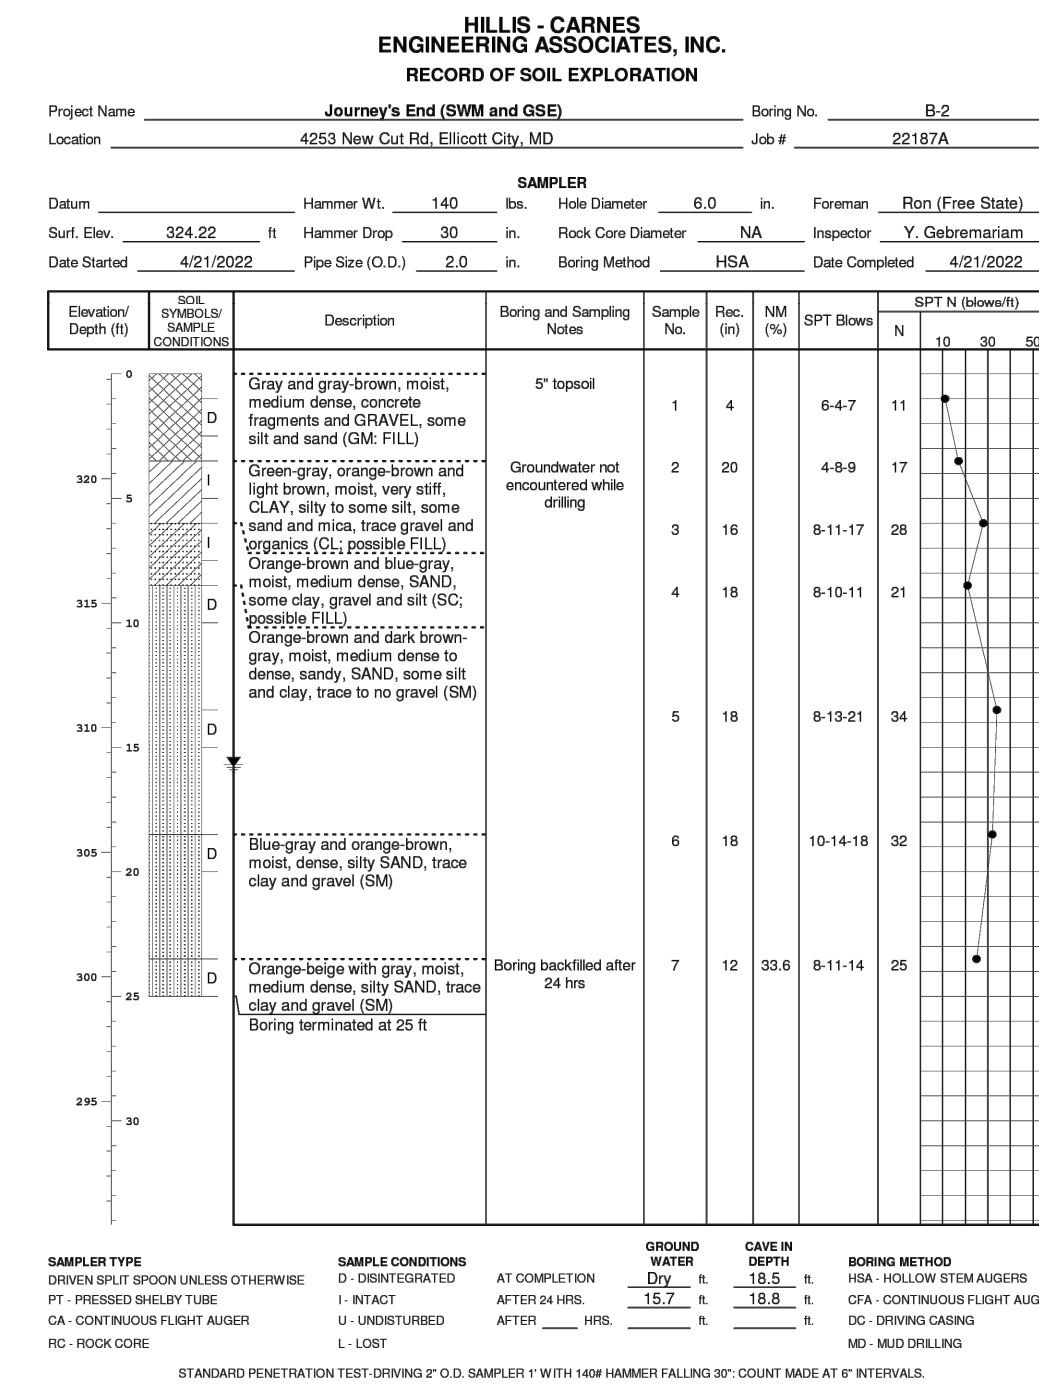 HILLIS - CARNES
ENGINEERING ASSOCIATES, INC.
RECORD OF SOIL EXPLORATION
Project Name Journey's End (SWM and GSE) Boring No. B-2
Location 4253 New Cut Rd, Ellicott City, MD Job # 22187A
SAMPLER
Datum Hammer Wt. 140 lbs. Hole Diameter 6.0 in. Foreman Ron (Free State)
Surf. Elev. 324.22 ft Hammer Drop 30 in. Rock Core Diameter NA Inspector Y. Gebremariam
Date Started 4/21/2022 Pipe Size (O.D.) 2.0 in. Boring Method HSA Date Completed 4/21/2022
Elevation/
Depth (ft)
SOIL
SYMBOLS/
SAMPLE
CONDITIONS
Description
Boring and Sampling
Notes
Sample
No.
Rec.
(in)
NM
(%)
SPT Blows
SPT N (blows/ft)
N
10 30 50
0
Gray and gray-brown, moist,
medium dense, concrete
fragments and GRAVEL, some
silt and sand (GM: FILL)
5" topsoil
D
1 4 6-4-7 11
320
5
I
Green-gray, orange-brown and
light brown, moist, very stiff,
CLAY, silty to some silt, some
sand and mica, trace gravel and
organics (CL; possible FILL)
Groundwater not
encountered while
drilling
2 20 4-8-9 17
I
Orange-brown and blue-gray,
moist, medium dense, SAND,
some clay, gravel and silt (SC;
possible FILL)
3 16 8-11-17 28
315
10
D
Orange-brown and dark brown-
gray, moist, medium dense to
dense, sandy, SAND, some silt
and clay, trace to no gravel (SM)
4 18 8-10-11 21
310
15
D
5 18 8-13-21 34
305
20
D
Blue-gray and orange-brown,
moist, dense, silty SAND, trace
clay and gravel (SM)
6 18 10-14-18 32
300
25
D
Orange-beige with gray, moist,
medium dense, silty SAND, trace
clay and gravel (SM)
Boring terminated at 25 ft
Boring backfilled after
24 hrs
7 12 33.6 8-11-14 25
295
30
SAMPLER TYPE
DRIVEN SPLIT SPOON UNLESS OTHERWISE
PT - PRESSED SHELBY TUBE
CA - CONTINUOUS FLIGHT AUGER
RC - ROCK CORE
SAMPLE CONDITIONS
D - DISINTEGRATED
I - INTACT
U - UNDISTURBED
L - LOST
GROUND
WATER
CAVE IN
DEPTH
AT COMPLETION Dry ft. 18.5 ft.
AFTER 24 HRS. 15.7 ft. 18.8 ft.
AFTER HRS. ft. ft.
BORING METHOD
HSA - HOLLOW STEM AUGERS
CFA - CONTINUOUS FLIGHT AUG
DC - DRIVING CASING
MD - MUD DRILLING
STANDARD PENETRATION TEST-DRIVING 2" O.D. SAMPLER 1' WITH 140# HAMMER FALLING 30": COUNT MADE AT 6" INTERVALS.